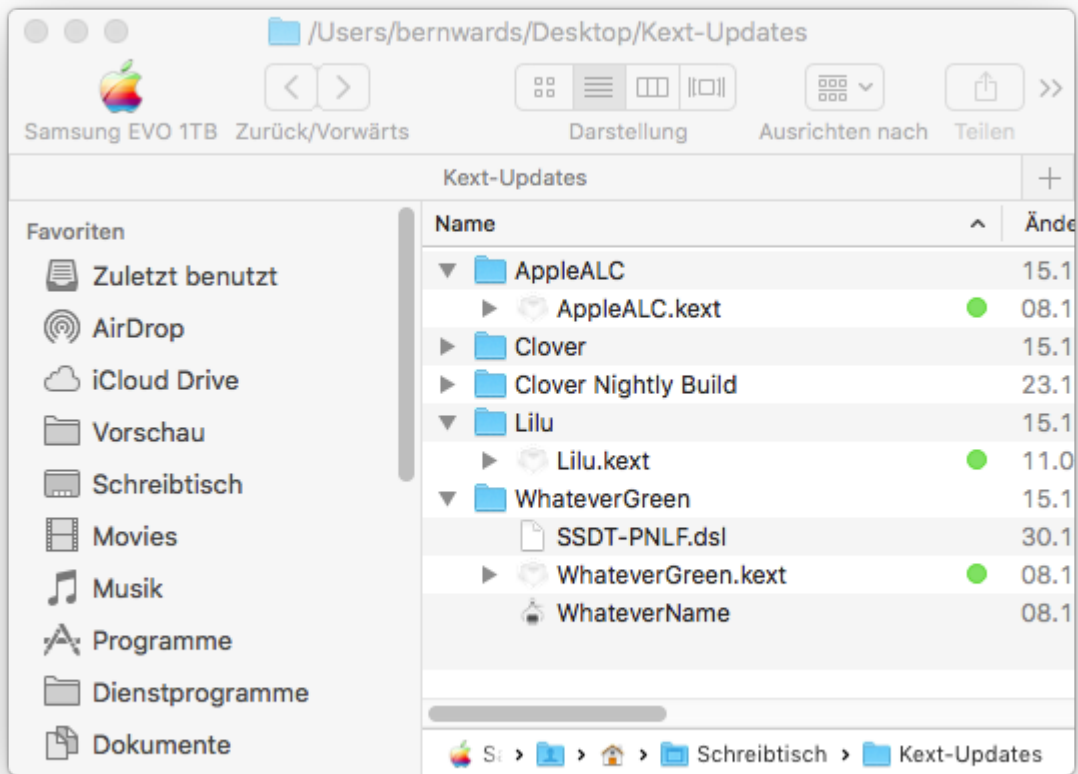 /Users/bernwards/Desktop/Kext-Updates
Samsung EVO 1TB Zurück/Vorwärts Darstellung Ausrichten nach Teilen
Kext-Updates
Favoriten
Zuletzt benutzt
AirDrop
iCloud Drive
Vorschau
Schreibtisch
Movies
Musik
Programme
Dienstprogramme
Dokumente
Name Ände
AppleALC 15.1
AppleALC.kext 08.1
Clover 15.1
Clover Nightly Build 23.1
Lilu 15.1
Lilu.kext 11.0
WhateverGreen 15.1
SSDT-PNLF.dsl 30.1
WhateverGreen.kext 08.1
WhateverName 08.1
S › › › Schreibtisch › Kext-Updates